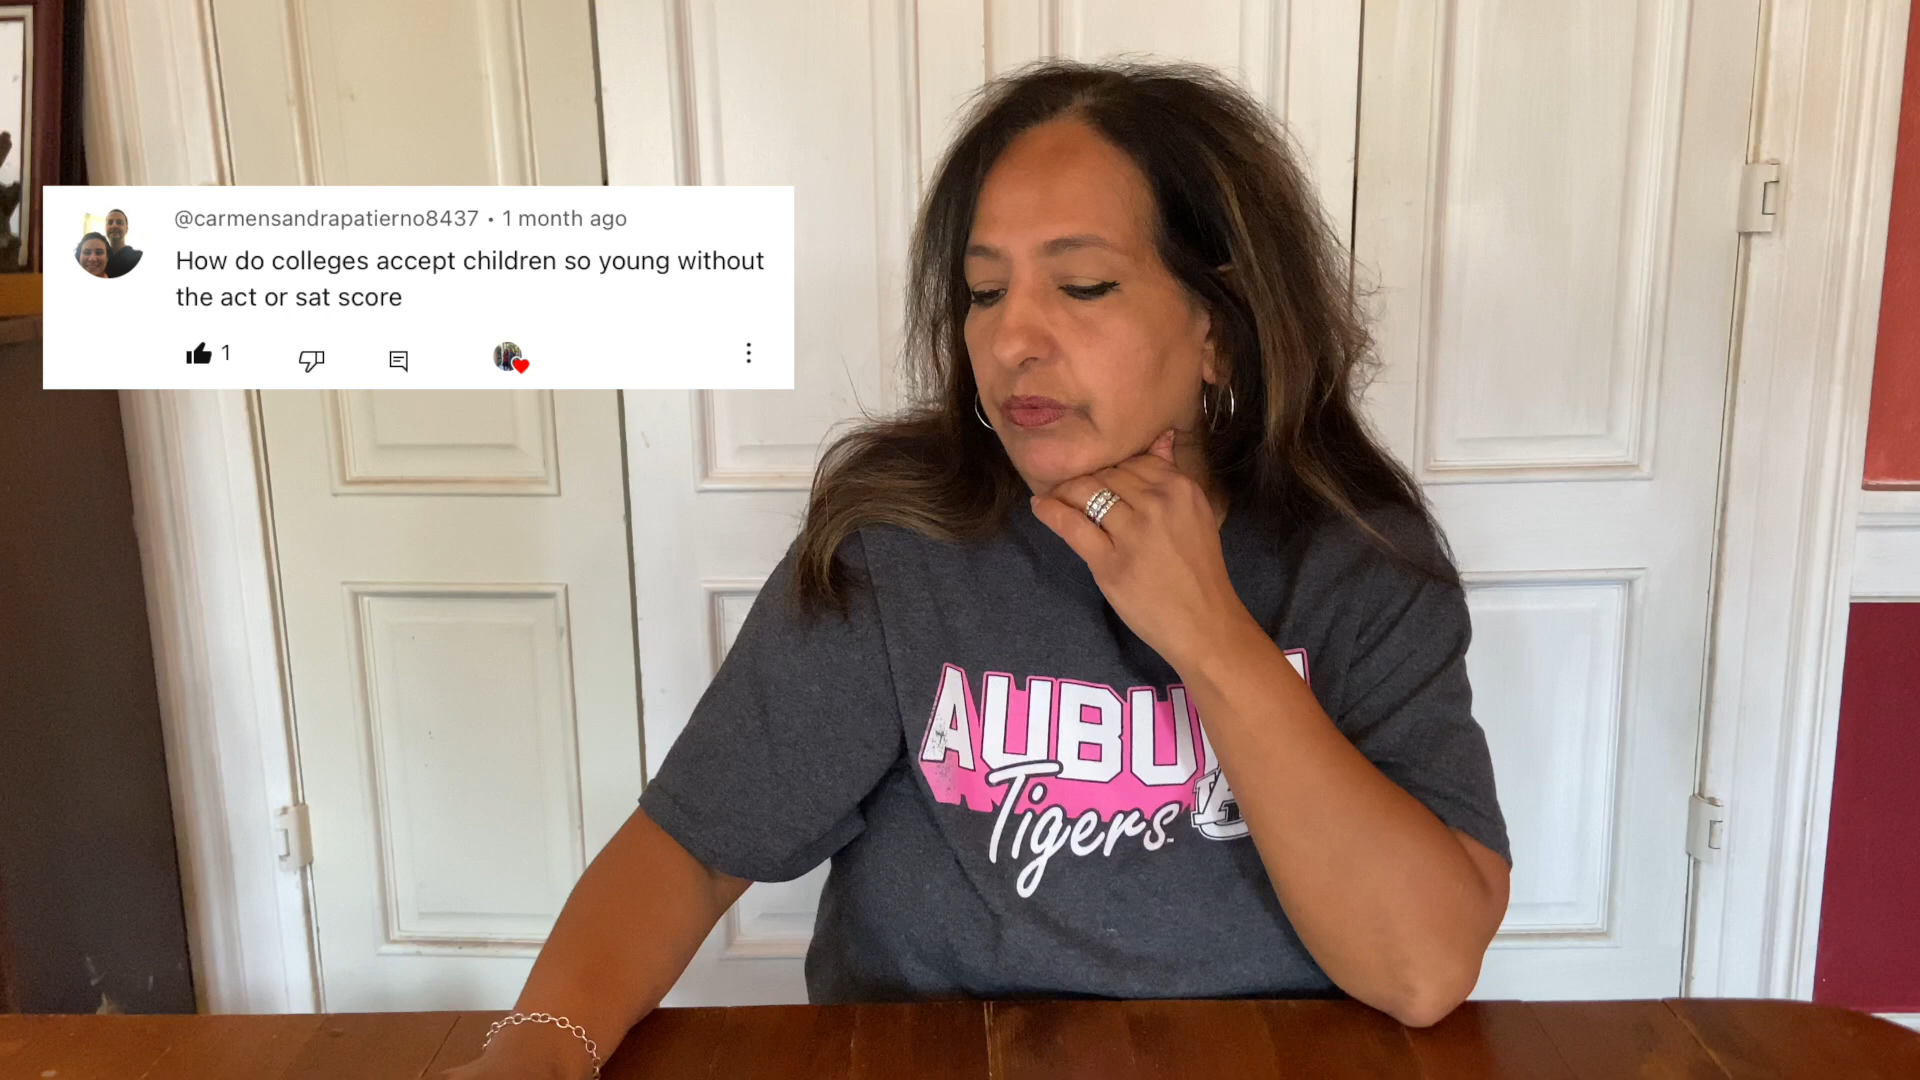 @carmensandrapatierno8437 • 1 month ago
How do colleges accept children so young without
the act or sat score
1
AUBU
Tigers